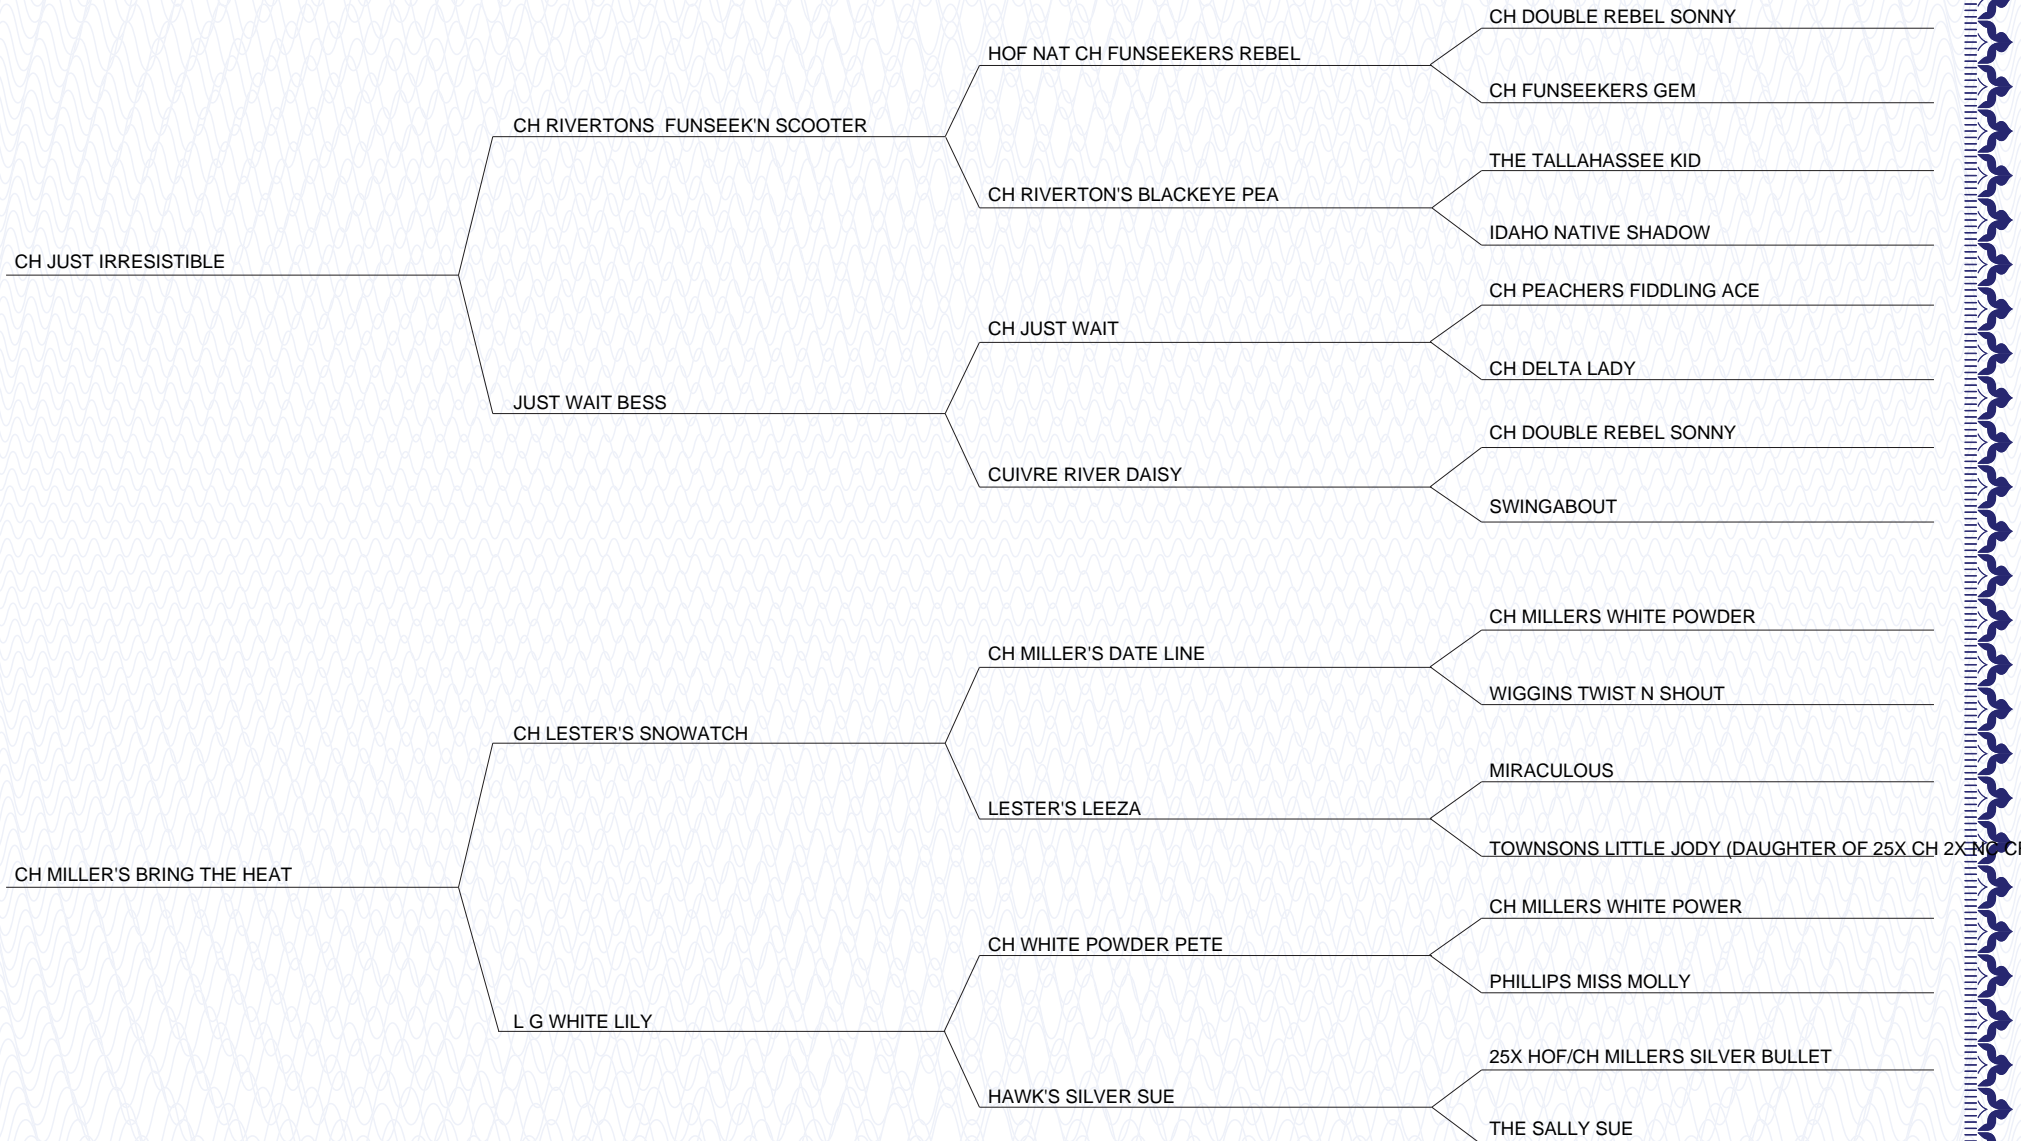 CH DOUBLE REBEL SONNY
HOF NAT CH FUNSEEKERS REBEL
CH FUNSEEKERS GEM
CH RIVERTONS  FUNSEEK'N SCOOTER
THE TALLAHASSEE KID
CH RIVERTON'S BLACKEYE PEA
IDAHO NATIVE SHADOW
CH JUST IRRESISTIBLE
CH PEACHERS FIDDLING ACE
CH JUST WAIT
CH DELTA LADY
JUST WAIT BESS
CH DOUBLE REBEL SONNY
CUIVRE RIVER DAISY
SWINGABOUT
CH MILLERS WHITE POWDER
CH MILLER'S DATE LINE
WIGGINS TWIST N SHOUT
CH LESTER'S SNOWATCH
MIRACULOUS
LESTER'S LEEZA
TOWNSONS LITTLE JODY (DAUGHTER OF 25X CH 2X NC
CH MILLER'S BRING THE HEAT
CH MILLERS WHITE POWER
CH WHITE POWDER PETE
PHILLIPS MISS MOLLY
L G WHITE LILY
25X HOF/CH MILLERS SILVER BULLET
HAWK'S SILVER SUE
THE SALLY SUE